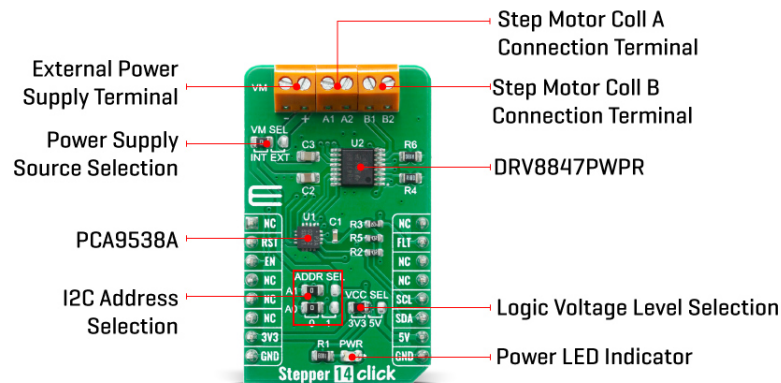 Step Motor Coll A
Connection Terminal
External Power
Supply Terminal
Step Motor Coll B
Connection Terminal
VM
- + A1 A2 B1 B2
Power Supply
Source Selection
VM SEL
INT EXT
C3
U2
R6
DRV8847PWPR
C2
R4
PCA9538A
U1
C1
R3
R5
R2
NC
RST
EN
NC
NC
NC
3V3
GND
NC
FLT
NC
NC
SCL
SDA
5V
GND
I2C Address
Selection
ADDR SEL
A1
A0
0 1
VCC SEL
3V3 5V
Logic Voltage Level Selection
R1
PWR
Power LED Indicator
Stepper 14 click